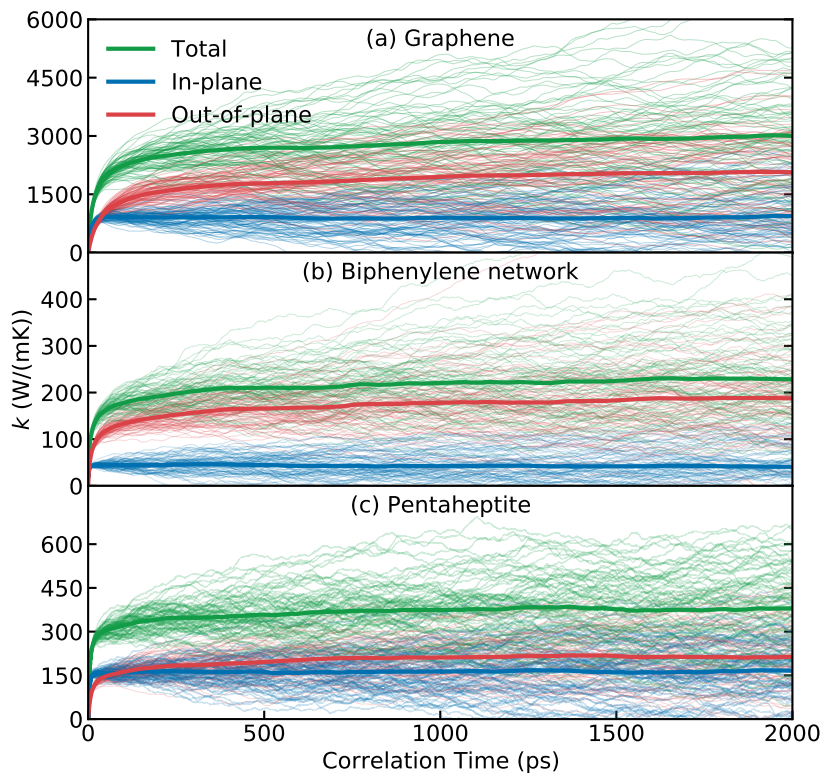 6000
(a) Graphene
Total
4500
In-plane
3000
Out-of-plane
1500
0
(b) Biphenylene network
400
300
200
100
0
k (W/(mK))
(c) Pentaheptite
600
450
300
150
0
0 500 1000 1500 2000
Correlation Time (ps)